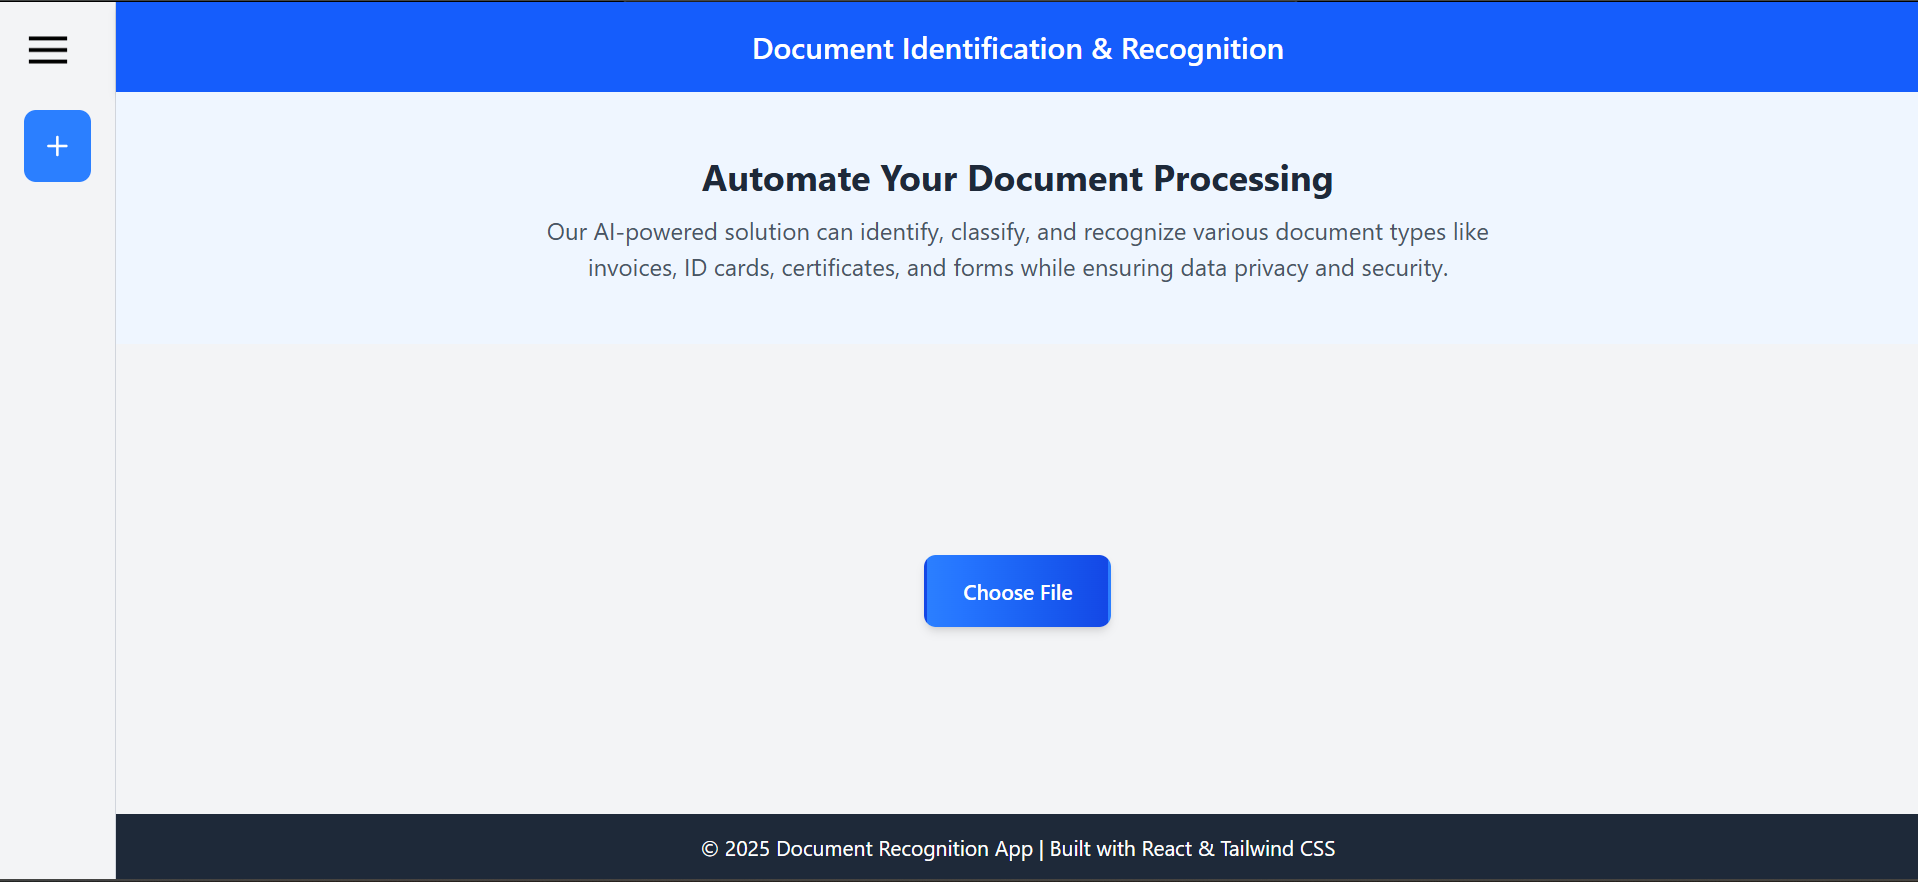 Document Identification & Recognition
+
Automate Your Document Processing
Our AI-powered solution can identify, classify, and recognize various document types like
invoices, ID cards, certificates, and forms while ensuring data privacy and security.
Choose File
© 2025 Document Recognition App | Built with React & Tailwind CSS